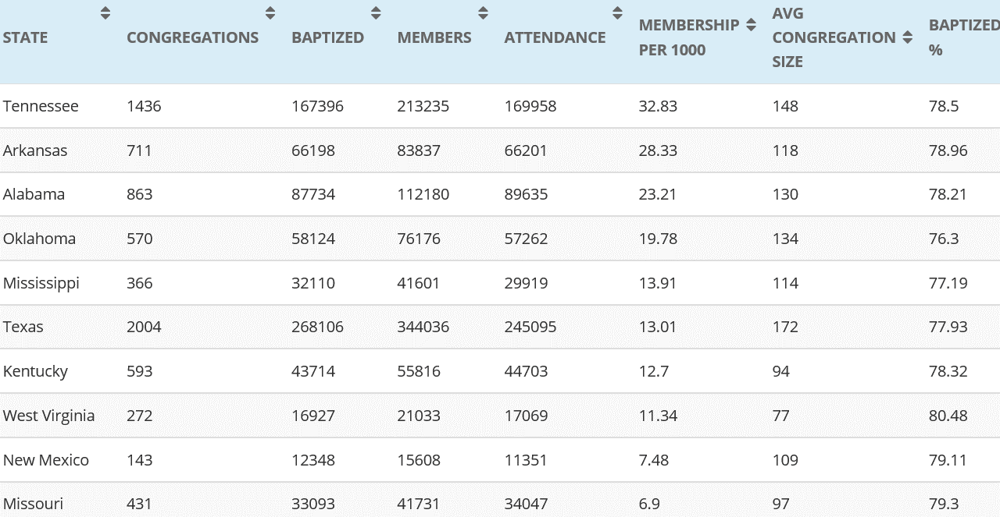 STATE CONGREGATIONS BAPTIZED MEMBERS ATTENDANCE MEMBERSHIP PER 1000 AVG CONGREGATION SIZE BAPTIZED %
Tennessee 1436 167396 213235 169958 32.83 148 78.5
Arkansas 711 66198 83837 66201 28.33 118 78.96
Alabama 863 87734 112180 89635 23.21 130 78.21
Oklahoma 570 58124 76176 57262 19.78 134 76.3
Mississippi 366 32110 41601 29919 13.91 114 77.19
Texas 2004 268106 344036 245095 13.01 172 77.93
Kentucky 593 43714 55816 44703 12.7 94 78.32
West Virginia 272 16927 21033 17069 11.34 77 80.48
New Mexico 143 12348 15608 11351 7.48 109 79.11
Missouri 431 33093 41731 34047 6.9 97 79.3